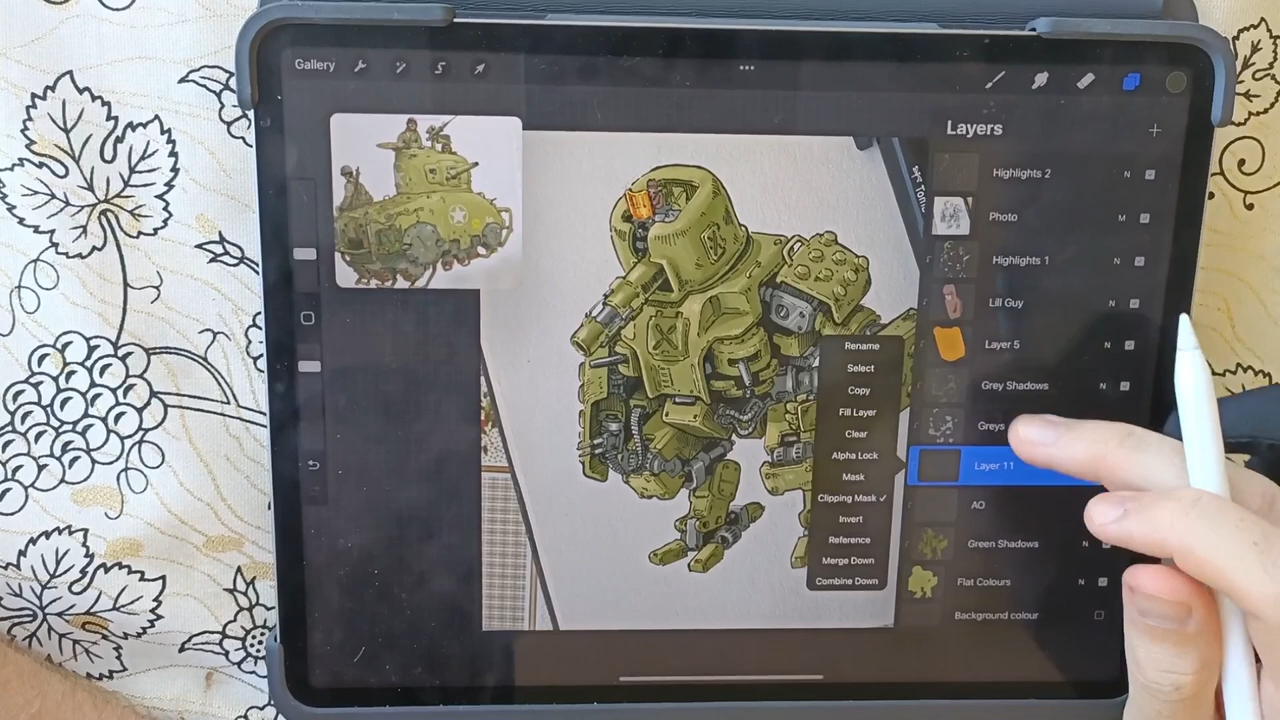 Gallery
Layers
Highlights 2 N
Photo M
Highlights 1 N
Lill Guy N
Layer 5 N
Grey Shadows N
Greys
Layer 11
AO
Green Shadows N
Flat Colours N
Background colour
Rename
Select
Copy
Fill Layer
Clear
Alpha Lock
Mask
Clipping Mask ✓
Invert
Reference
Merge Down
Combine Down